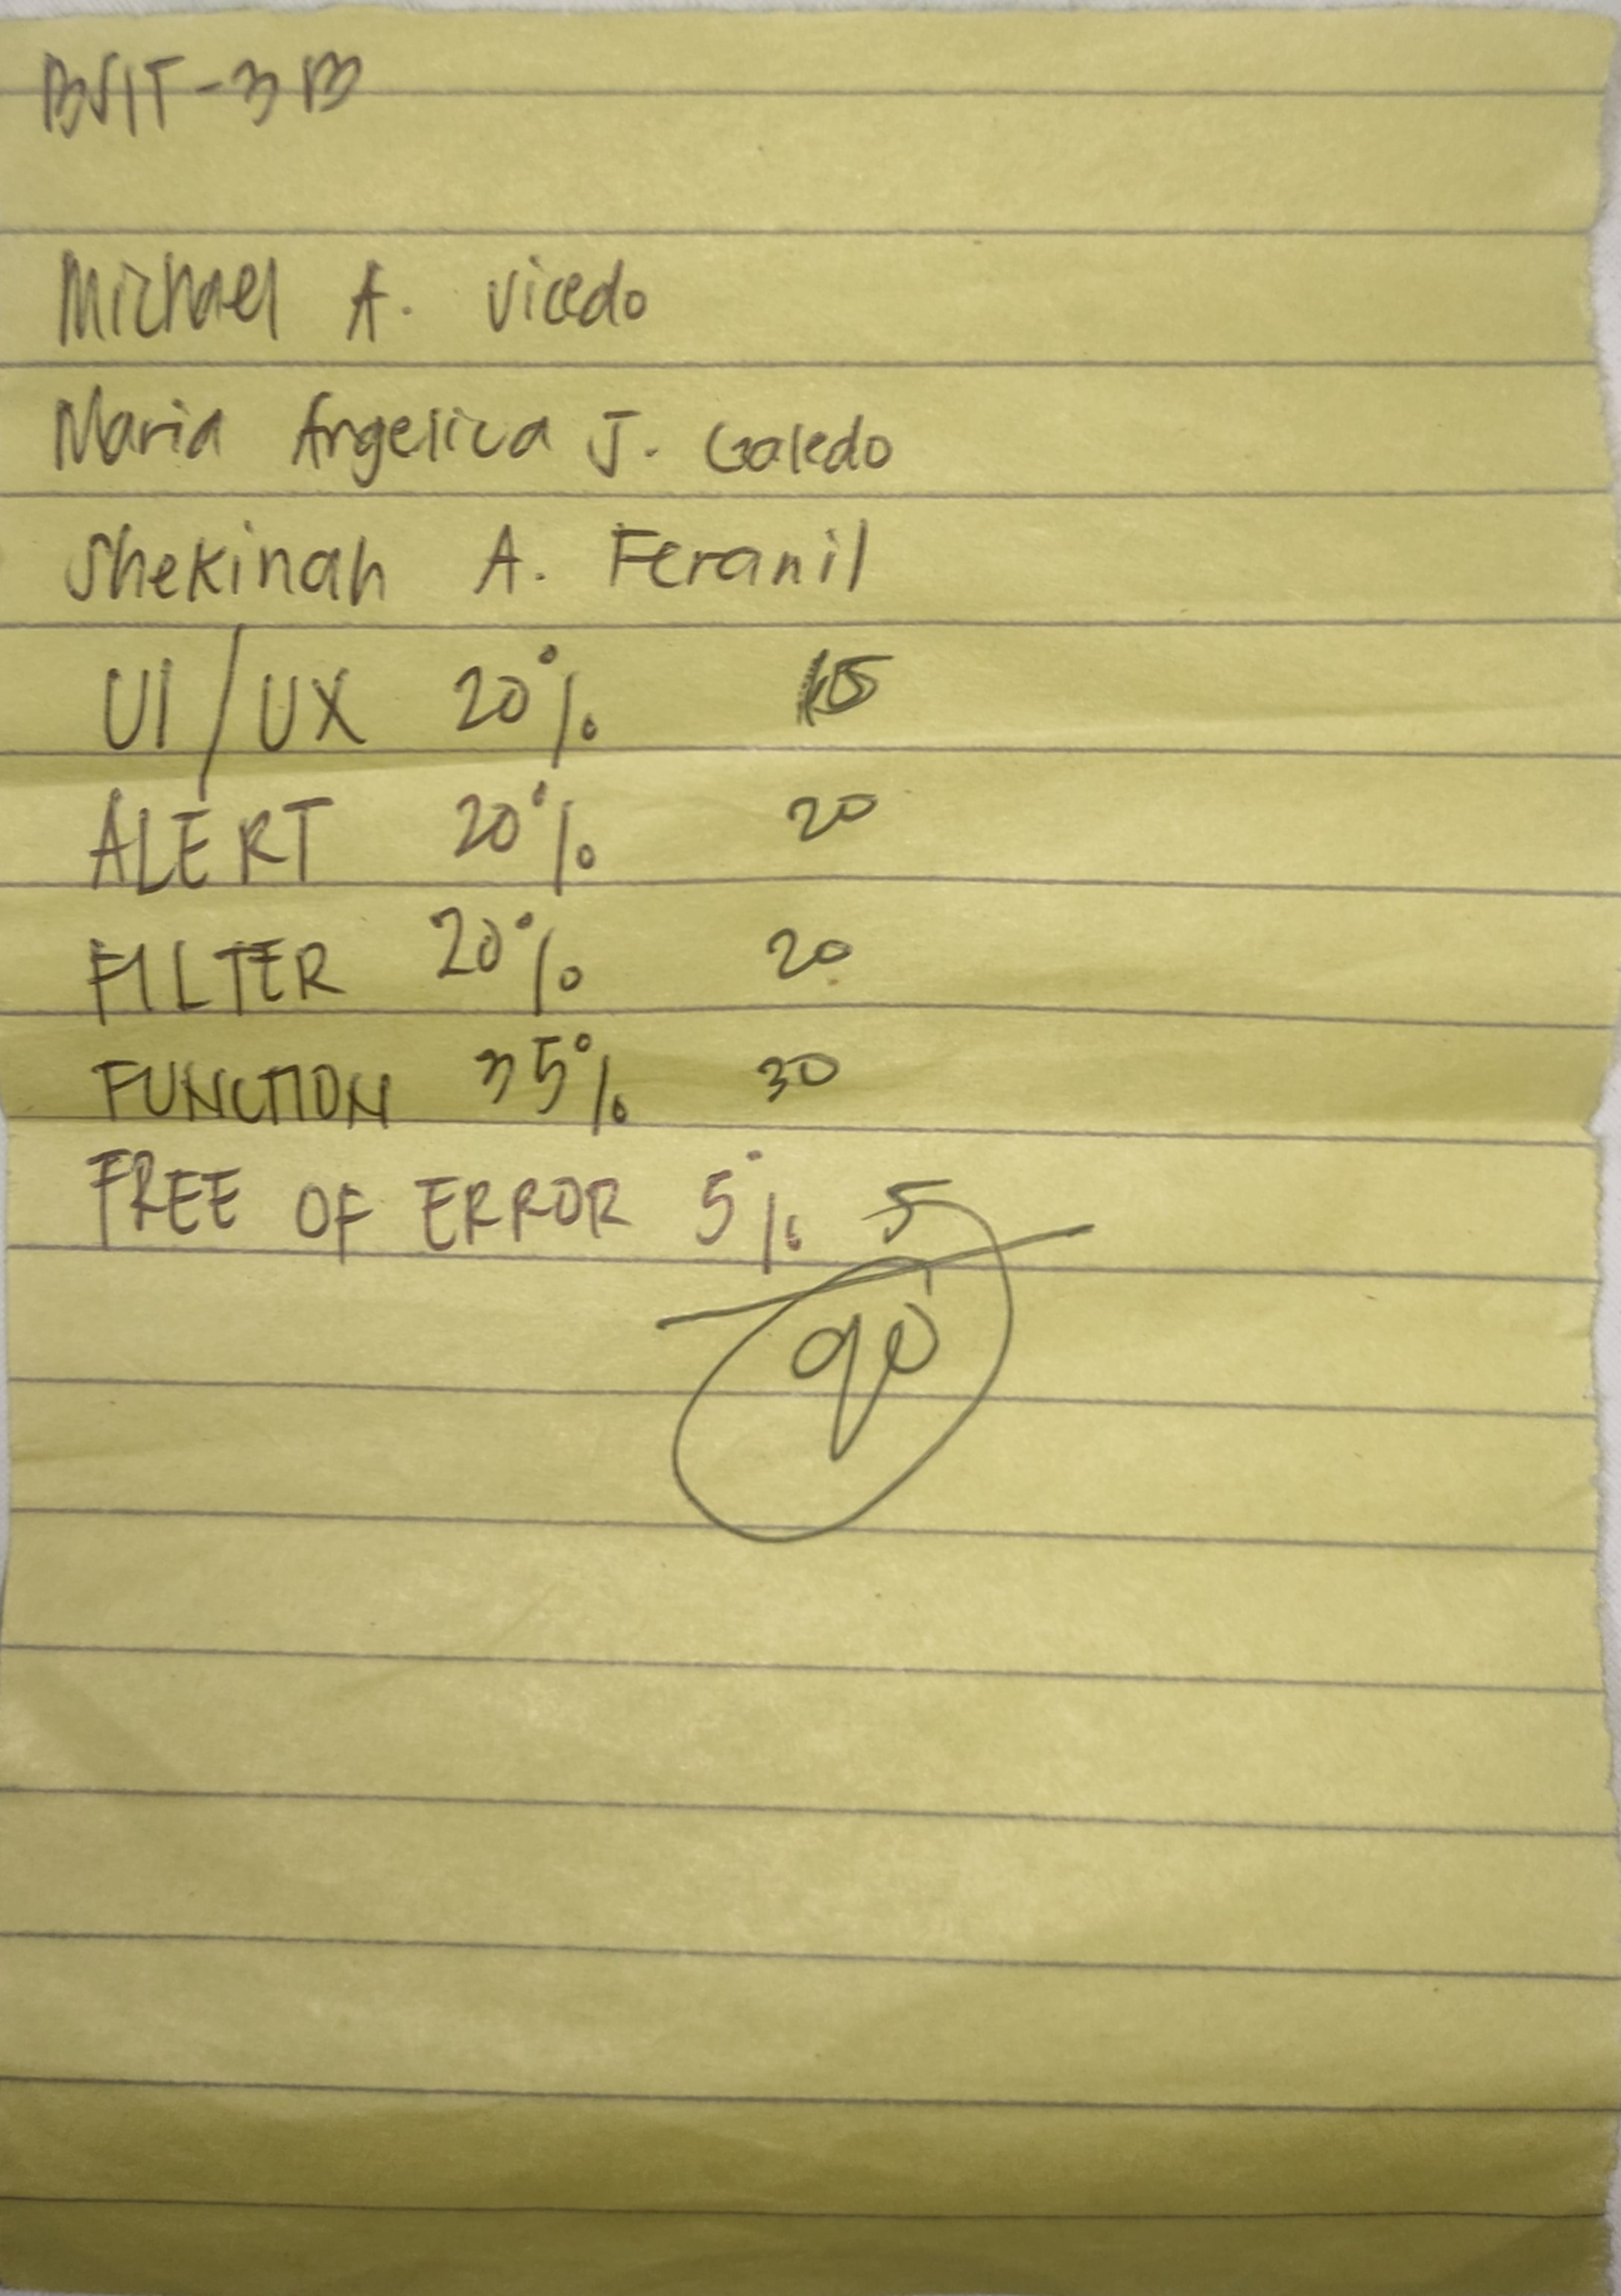 BSIT-3B
Michael A. Vicedo
Maria Angelica J. Galedo
Shekinah A. Feranil
UI/UX 20% 15
ALERT 20% 20
FILTER 20% 20
FUNCTION 35% 30
FREE OF ERROR 5% 5
90